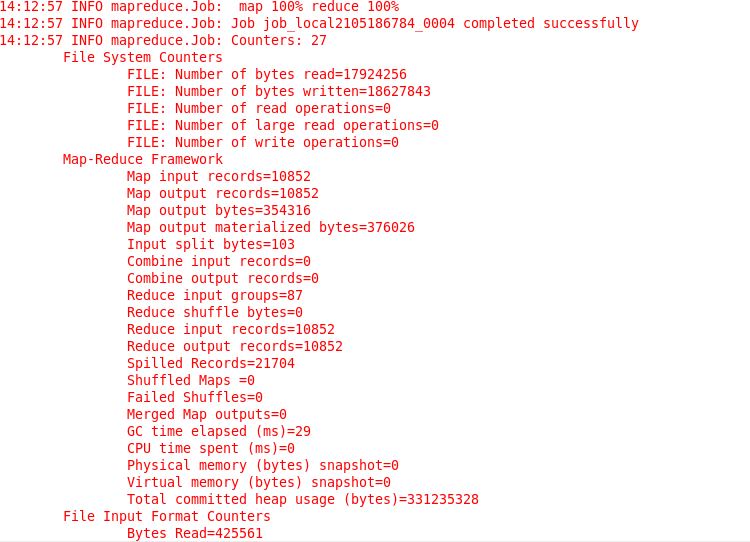 14:12:57 INFO mapreduce.Job:  map 100% reduce 100%
14:12:57 INFO mapreduce.Job: Job job_local2105186784_0004 completed successfully
14:12:57 INFO mapreduce.Job: Counters: 27
File System Counters
FILE: Number of bytes read=17924256
FILE: Number of bytes written=18627843
FILE: Number of read operations=0
FILE: Number of large read operations=0
FILE: Number of write operations=0
Map-Reduce Framework
Map input records=10852
Map output records=10852
Map output bytes=354316
Map output materialized bytes=376026
Input split bytes=103
Combine input records=0
Combine output records=0
Reduce input groups=87
Reduce shuffle bytes=0
Reduce input records=10852
Reduce output records=10852
Spilled Records=21704
Shuffled Maps =0
Failed Shuffles=0
Merged Map outputs=0
GC time elapsed (ms)=29
CPU time spent (ms)=0
Physical memory (bytes) snapshot=0
Virtual memory (bytes) snapshot=0
Total committed heap usage (bytes)=331235328
File Input Format Counters
Bytes Read=425561